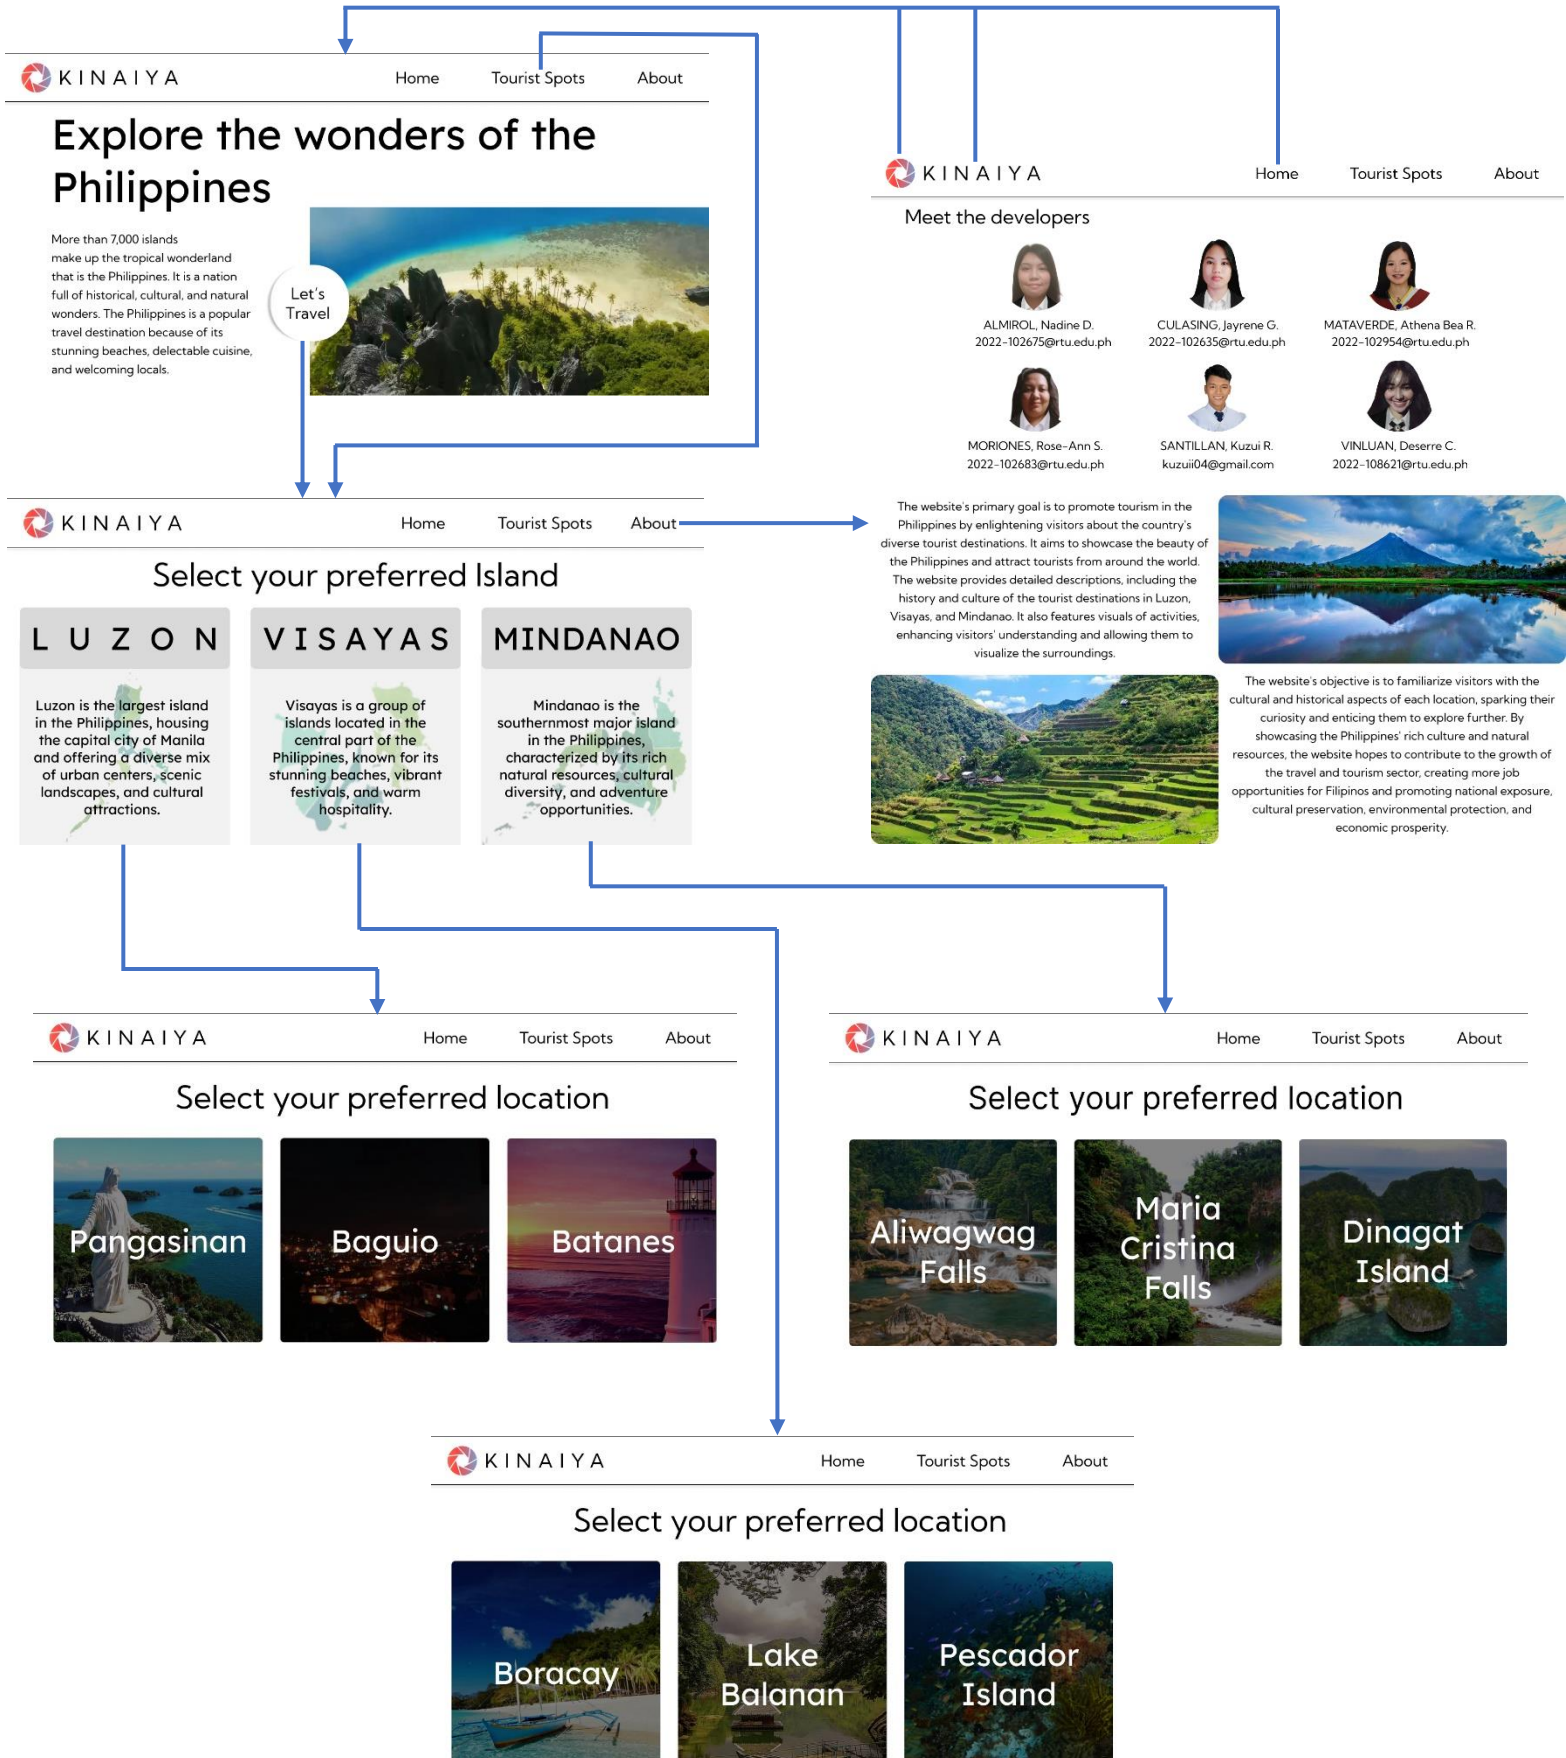 KINAIYA
Home
Tourist Spots
About
Explore the wonders of the
Philippines
More than 7,000 islands
make up the tropical wonderland
that is the Philippines. It is a nation
full of historical, cultural, and natural
wonders. The Philippines is a popular
travel destination because of its
stunning beaches, delectable cuisine,
and welcoming locals.
Let's
Travel
KINAIYA
Home
Tourist Spots
About
Meet the developers
ALMIROL, Nadine D.
2022-102675@rtu.edu.ph
CULASING, Jayrene G.
2022-102635@rtu.edu.ph
MATAVERDE, Athena Bea R.
2022-102954@rtu.edu.ph
MORIONES, Rose-Ann S.
2022-102683@rtu.edu.ph
SANTILLAN, Kuzui R.
kuzuii04@gmail.com
VINLUAN, Deserre C.
2022-108621@rtu.edu.ph
The website's primary goal is to promote tourism in the
Philippines by enlightening visitors about the country's
diverse tourist destinations. It aims to showcase the beauty of
the Philippines and attract tourists from around the world.
The website provides detailed descriptions, including the
history and culture of the tourist destinations in Luzon,
Visayas, and Mindanao. It also features visuals of activities,
enhancing visitors' understanding and allowing them to
visualize the surroundings.
The website's objective is to familiarize visitors with the
cultural and historical aspects of each location, sparking their
curiosity and enticing them to explore further. By
showcasing the Philippines' rich culture and natural
resources, the website hopes to contribute to the growth of
the travel and tourism sector, creating more job
opportunities for Filipinos and promoting national exposure,
cultural preservation, environmental protection, and
economic prosperity.
KINAIYA
Home
Tourist Spots
About
Select your preferred Island
LUZON
Luzon is the largest island
in the Philippines, housing
the capital city of Manila
and offering a diverse mix
of urban centers, scenic
landscapes, and cultural
attractions.
VISAYAS
Visayas is a group of
islands located in the
central part of the
Philippines, known for its
stunning beaches, vibrant
festivals, and warm
hospitality.
MINDANAO
Mindanao is the
southernmost major island
in the Philippines,
characterized by its rich
natural resources, cultural
diversity, and adventure
opportunities.
KINAIYA
Home
Tourist Spots
About
Select your preferred location
Pangasinan
Baguio
Batanes
KINAIYA
Home
Tourist Spots
About
Select your preferred location
Aliwagwag
Falls
Maria
Cristina
Falls
Dinagat
Island
KINAIYA
Home
Tourist Spots
About
Select your preferred location
Boracay
Lake
Balanan
Pescador
Island